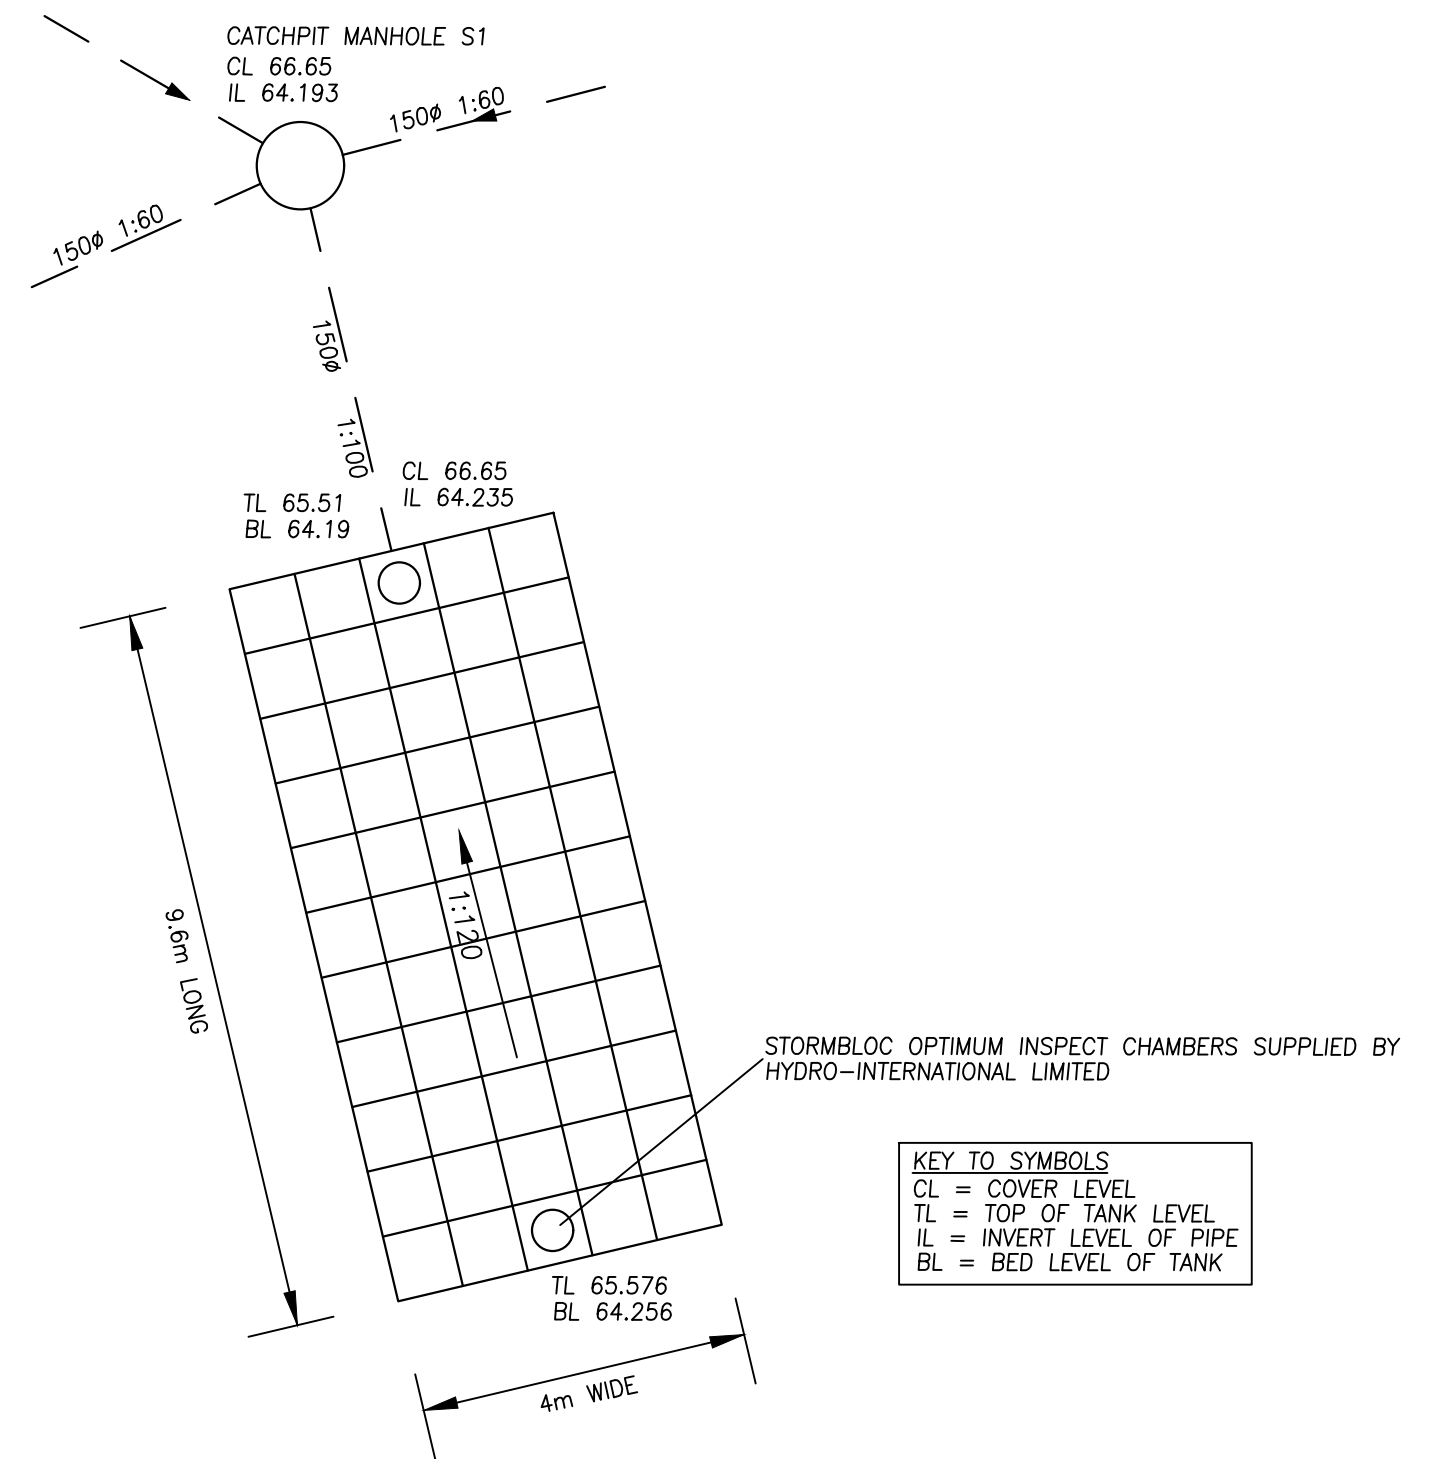 CATCHPIT MANHOLE S1
CL 66.65
IL 64.193
150ø 1:60
150ø 1:60
150ø 1:100
CL 66.65
IL 64.235
TL 65.51
BL 64.19
1:120
9.6m LONG
STORMBLOC OPTIMUM INSPECT CHAMBERS SUPPLIED BY
HYDRO-INTERNATIONAL LIMITED
KEY TO SYMBOLS
CL = COVER LEVEL
TL = TOP OF TANK LEVEL
IL = INVERT LEVEL OF PIPE
BL = BED LEVEL OF TANK
TL 65.576
BL 64.256
4m WIDE